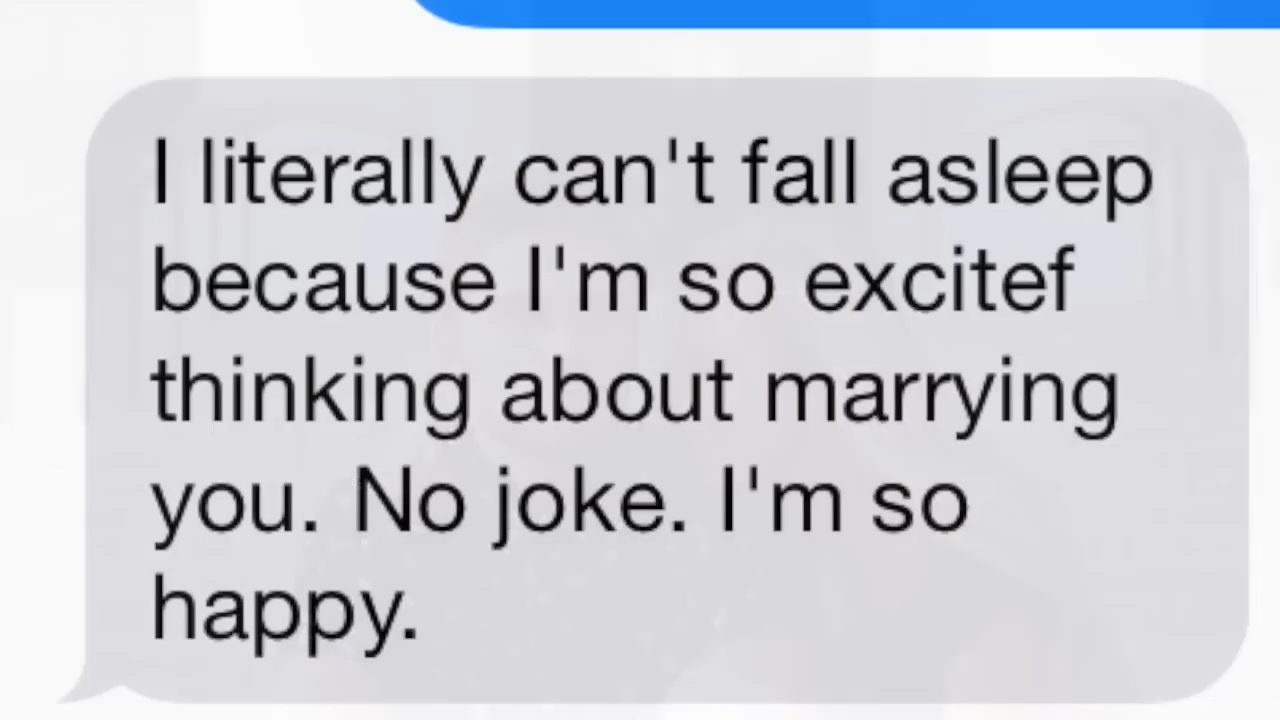 I literally can't fall asleep
because I'm so excitef
thinking about marrying
you. No joke. I'm so
happy.